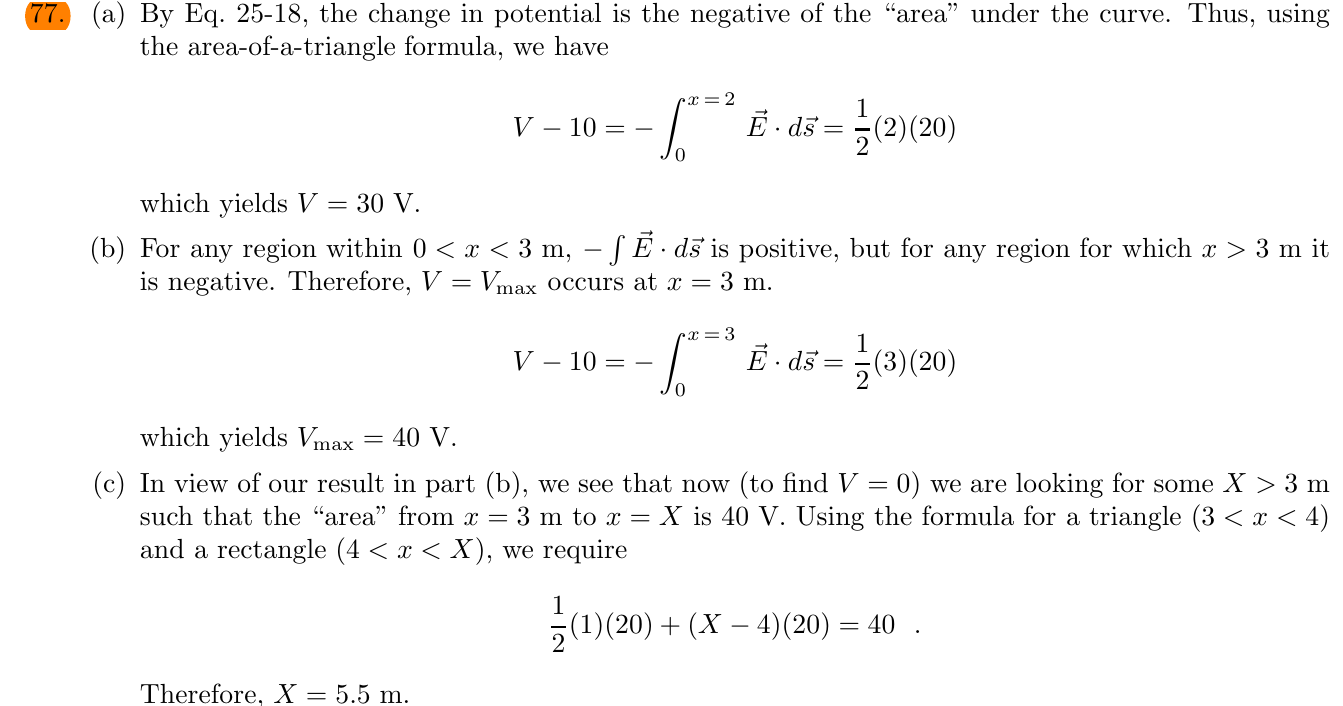 77. (a) By Eq. 25-18, the change in potential is the negative of the “area” under the curve. Thus, using
the area-of-a-triangle formula, we have
V − 10 = − ∫₀^{x=2} E⃗ · ds⃗ = 1/2 (2)(20)
which yields V = 30 V.
(b) For any region within 0 < x < 3 m, − ∫ E⃗ · ds⃗ is positive, but for any region for which x > 3 m it
is negative. Therefore, V = Vmax occurs at x = 3 m.
V − 10 = − ∫₀^{x=3} E⃗ · ds⃗ = 1/2 (3)(20)
which yields Vmax = 40 V.
(c) In view of our result in part (b), we see that now (to find V = 0) we are looking for some X > 3 m
such that the “area” from x = 3 m to x = X is 40 V. Using the formula for a triangle (3 < x < 4)
and a rectangle (4 < x < X), we require
1/2 (1)(20) + (X − 4)(20) = 40 .
Therefore, X = 5.5 m.